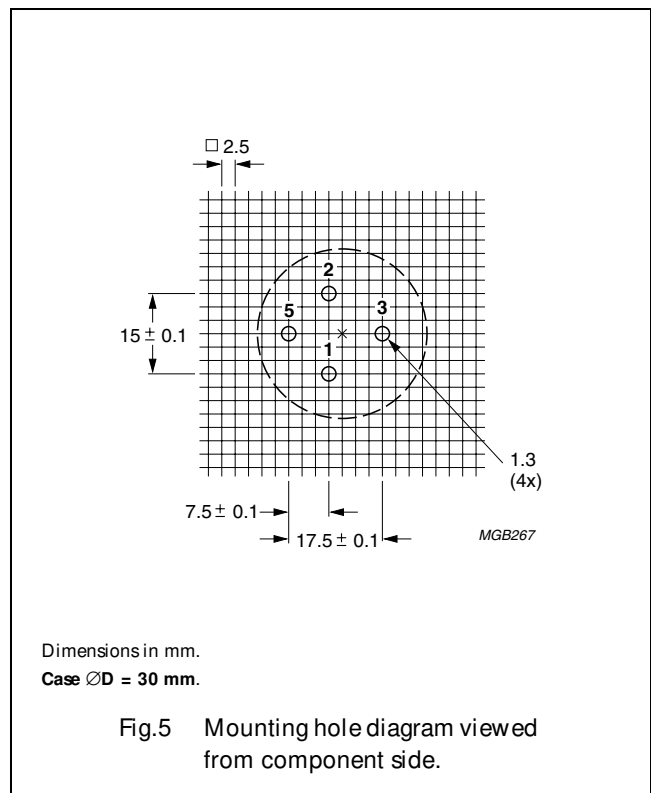 □ 2.5
2
5
3
15 ± 0.1
1
1.3
(4x)
7.5 ± 0.1
17.5 ± 0.1
MGB267
Dimensions in mm.
Case ∅D = 30 mm.
Fig.5 Mounting hole diagram viewed
from component side.